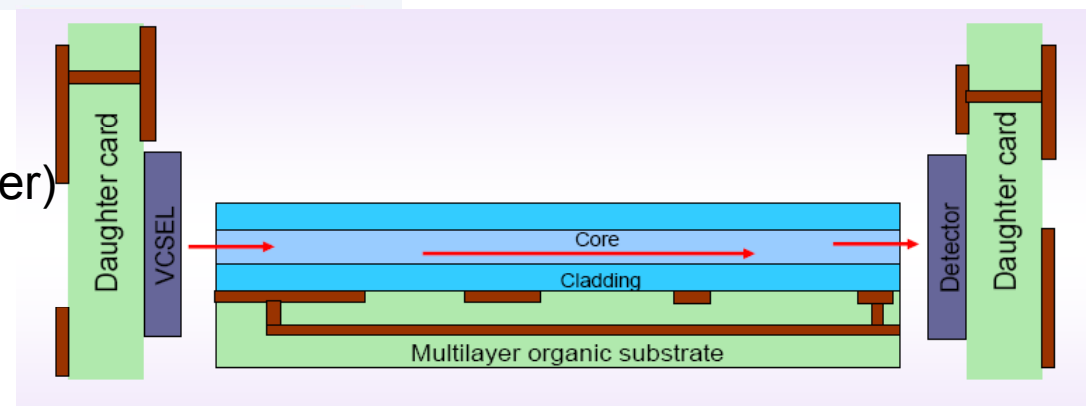 er)
Daughter card
VCSEL
Core
Cladding
Multilayer organic substrate
Detector
Daughter card